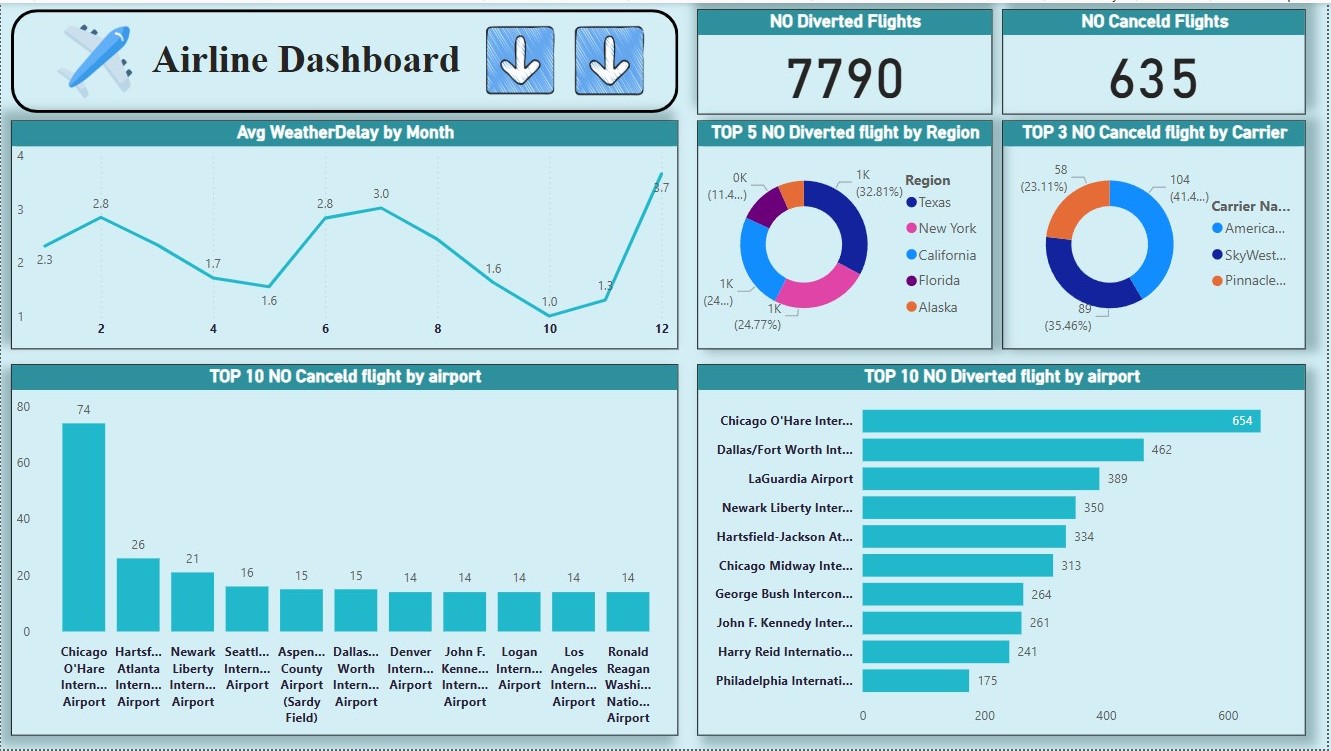 Airline Dashboard
NO Diverted Flights
7790
NO Canceld Flights
635
Avg WeatherDelay by Month
4
3
2
1
2.3
2.8
1.7
1.6
2.8
3.0
1.6
1.0
1.3
3.7
2
4
6
8
10
12
TOP 5 NO Diverted flight by Region
0K
(11.4...)
1K
(32.81%)
1K
(24...)
1K
(24.77%)
Region
Texas
New York
California
Florida
Alaska
TOP 3 NO Canceld flight by Carrier
58
(23.11%)
104
(41.4...)
89
(35.46%)
Carrier Na...
America...
SkyWest...
Pinnacle...
TOP 10 NO Canceld flight by airport
80
60
40
20
0
74
26
21
16
15
15
14
14
14
14
14
Chicago
O'Hare
Intern...
Airport
Hartsf...
Atlanta
Intern...
Airport
Newark
Liberty
Intern...
Airport
Seattl...
Intern...
Airport
Aspen...
County
Airport
(Sardy
Field)
Dallas...
Worth
Intern...
Airport
Denver
Intern...
Airport
John F.
Kenne...
Intern...
Airport
Logan
Intern...
Airport
Los
Angeles
Intern...
Airport
Ronald
Reagan
Washi...
Natio...
Airport
TOP 10 NO Diverted flight by airport
Chicago O'Hare Inter... 654
Dallas/Fort Worth Int... 462
LaGuardia Airport 389
Newark Liberty Inter... 350
Hartsfield-Jackson At... 334
Chicago Midway Inte... 313
George Bush Intercon... 264
John F. Kennedy Inter... 261
Harry Reid Internatio... 241
Philadelphia Internati... 175
0 200 400 600